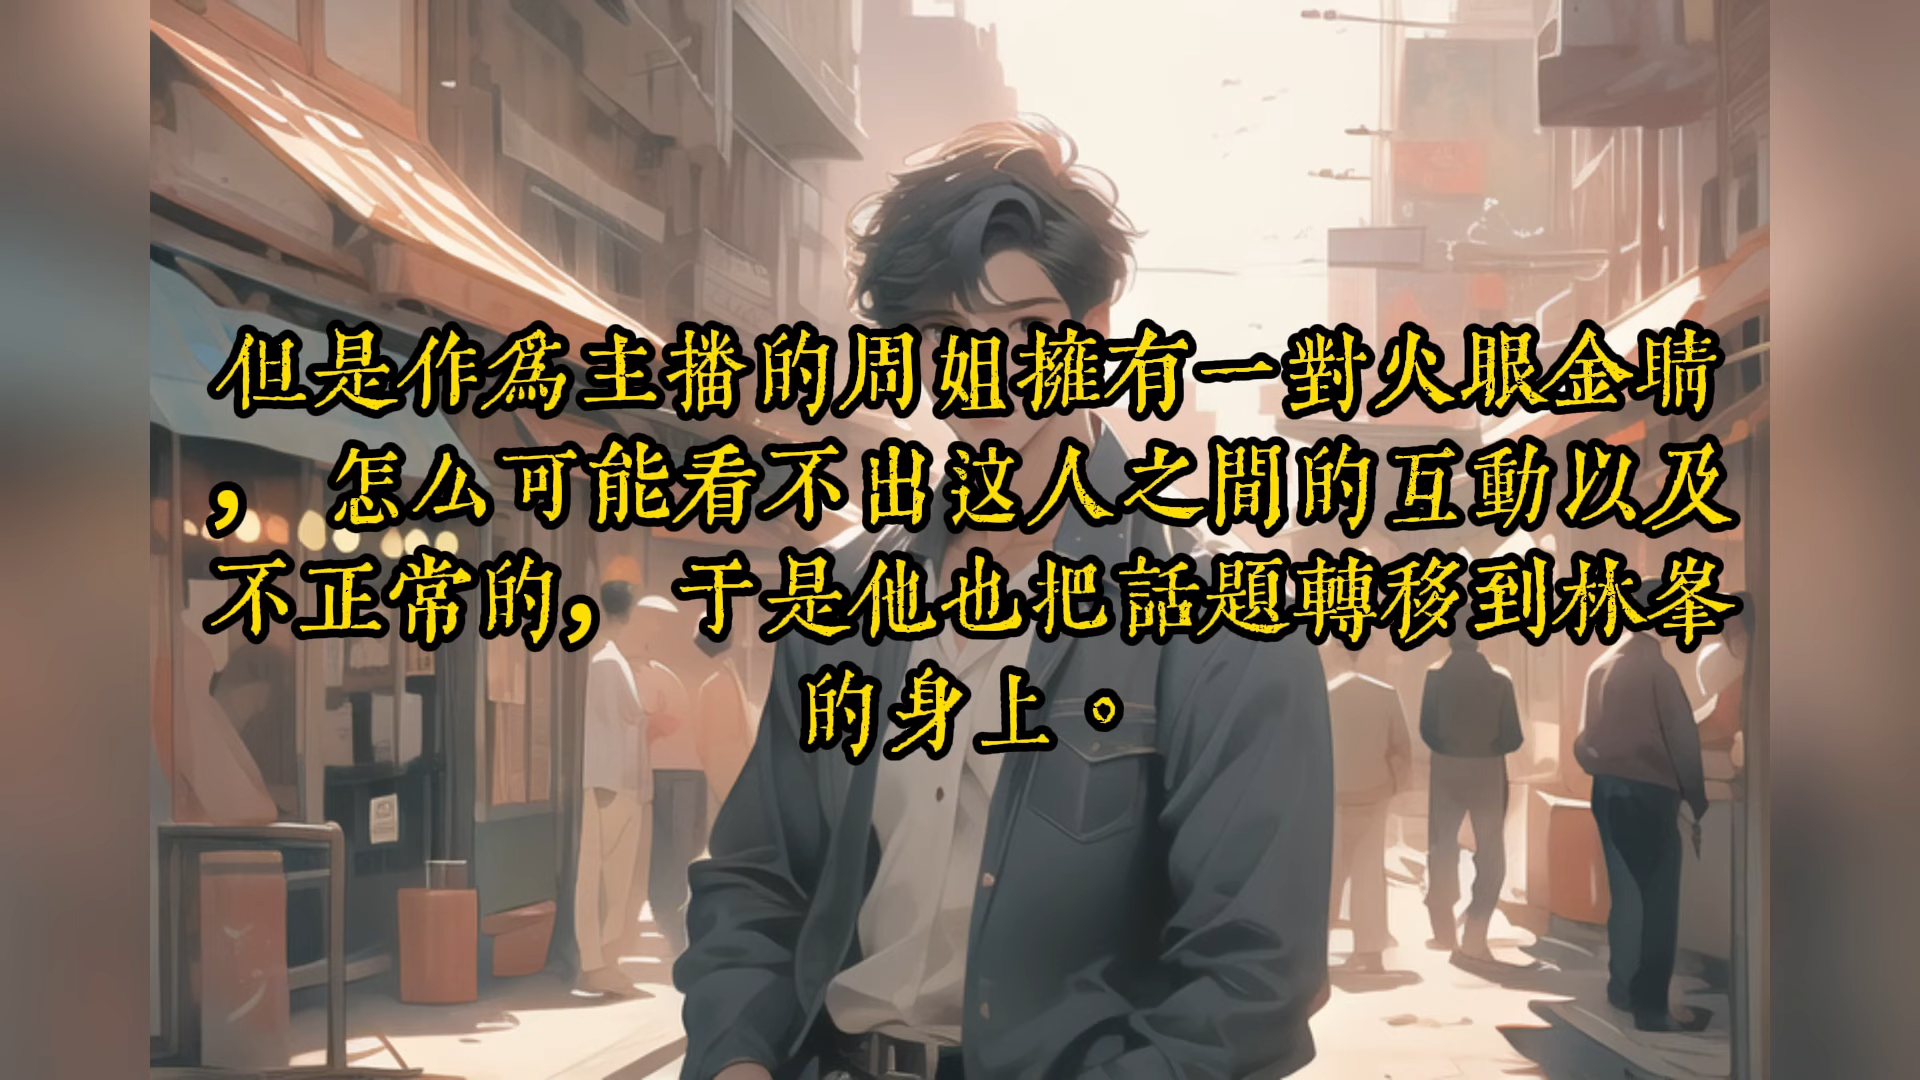 但是作爲主播的周姐擁有一對火眼金睛
，怎么可能看不出这人之間的互動以及
不正常的，于是他也把話題轉移到林峯
的身上。